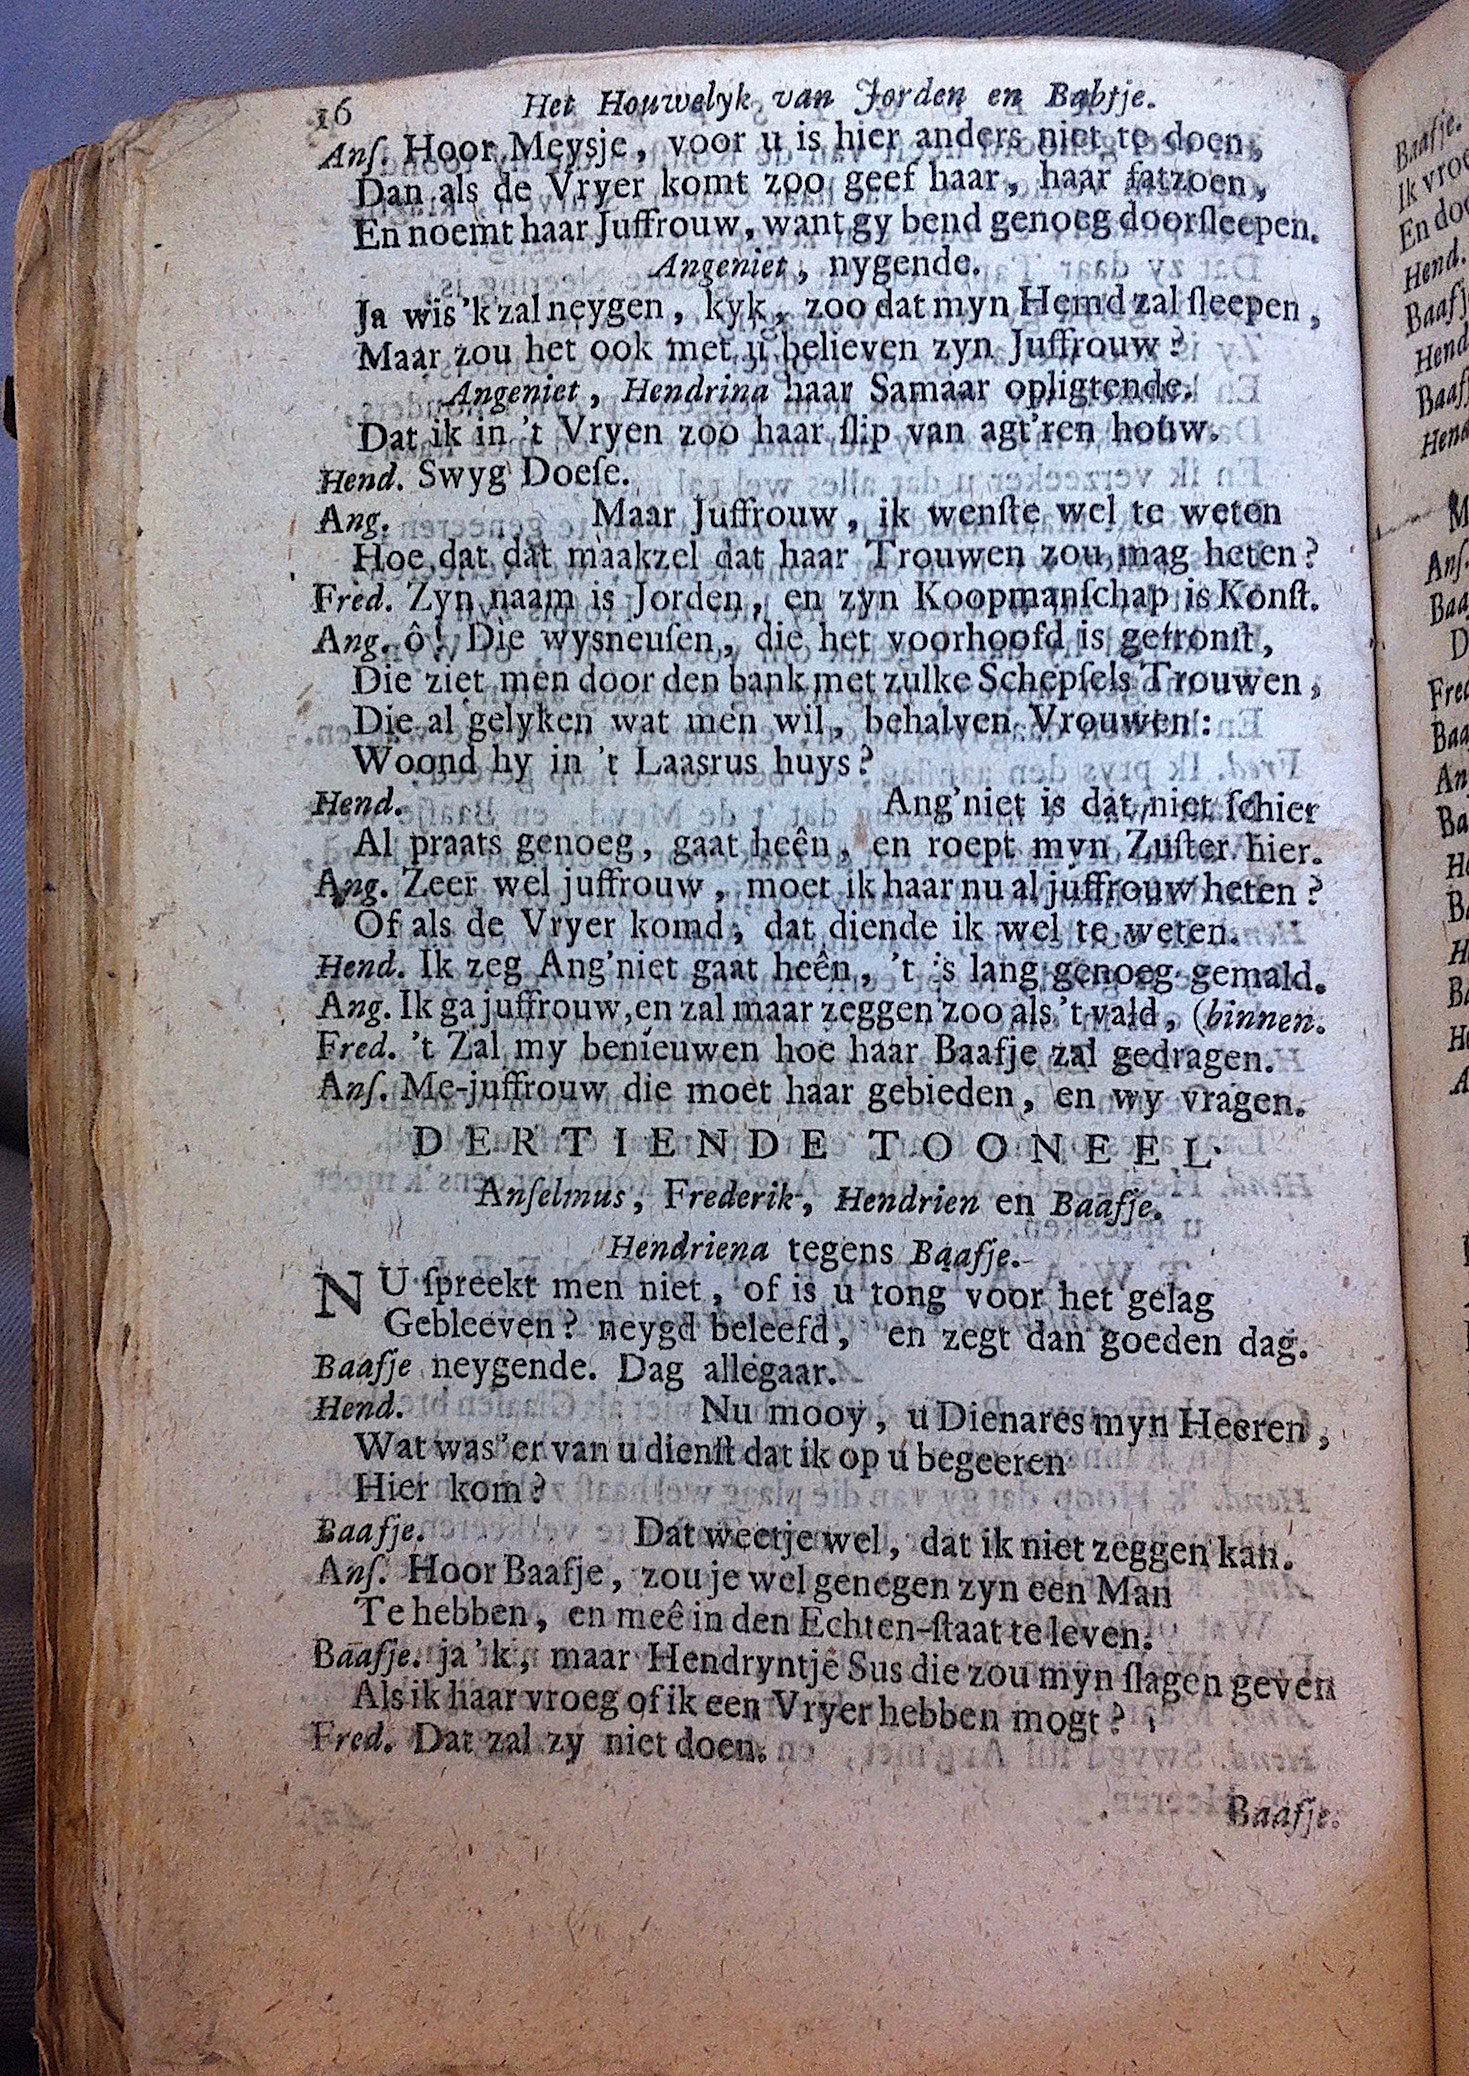 16 Het Houwelyk van Jorden en Babtje.
Anſ. Hoor Meysje, voor u is hier anders niet te doen,
Dan als de Vryer komt zoo geef haar, haar fatzoen,
En noemt haar Juffrouw, want gy bend genoeg doorſleepen.
Angeniet, nygende.
Ja wis 'k zal neygen, kyk, zoo dat myn Hemd zal ſleepen,
Maar zou het ook met u believen zyn Juffrouw?
Angeniet, Hendrina haar Samaar opligtende.
Dat ik in 't Vryen zoo haar ſlip van agt'ren houw.
Hend. Swyg Doeſe.
Ang. Maar Juffrouw, ik wenſte wel te weten
Hoe dat dat maakzel dat haar Trouwen zou mag heten?
Fred. Zyn naam is Jorden, en zyn Koopmanſchap is Konſt.
Ang. ô! Die wysneuſen, die het voorhoofd is gefronſt,
Die ziet men door den bank met zulke Schepſels Trouwen,
Die al gelyken wat men wil, behalven Vrouwen:
Woond hy in 't Laasrus huys?
Hend. Ang'niet is dat niet ſchier
Al praats genoeg, gaat heên, en roept myn Zuſter hier.
Ang. Zeer wel juffrouw, moet ik haar nu al juffrouw heten?
Of als de Vryer komd, dat diende ik wel te weten.
Hend. Ik zeg Ang'niet gaat heên, 't is lang genoeg gemald.
Ang. Ik ga juffrouw, en zal maar zeggen zoo als 't vald, (binnen.
Fred. 't Zal my benieuwen hoe haar Baafje zal gedragen.
Anſ. Me-juffrouw die moet haar gebieden, en wy vragen.
DERTIENDE TOONEEL.
Anſelmus, Frederik, Hendrien en Baafje.
Hendriena tegens Baafje.
NU ſpreekt men niet, of is u tong voor het gelag
Gebleeven? neygd beleefd, en zegt dan goeden dag.
Baafje neygende. Dag allegaar.
Hend. Nu mooy, u Dienares myn Heeren,
Wat was'er van u dienſt dat ik op u begeeren
Hier kom?
Baafje. Dat weetje wel, dat ik niet zeggen kan.
Anſ. Hoor Baafje, zou je wel genegen zyn een Man
Te hebben, en meê in den Echten-ſtaat te leven.
Baafje. ja 'k, maar Hendryntje Sus die zou myn ſlagen geven
Als ik haar vroeg of ik een Vryer hebben mogt?
Fred. Dat zal zy niet doen.
Baafje.